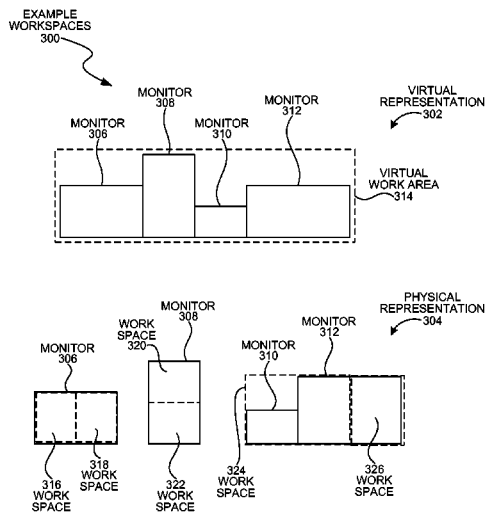 EXAMPLE
WORKSPACES
300
MONITOR
308
MONITOR
312
MONITOR
306
MONITOR
310
VIRTUAL
REPRESENTATION
302
VIRTUAL
WORK AREA
314
PHYSICAL
REPRESENTATION
304
MONITOR
306
WORK
SPACE
320
MONITOR
308
MONITOR
310
MONITOR
312
316
WORK
SPACE
318
WORK
SPACE
322
WORK
SPACE
324
WORK
SPACE
326
WORK
SPACE